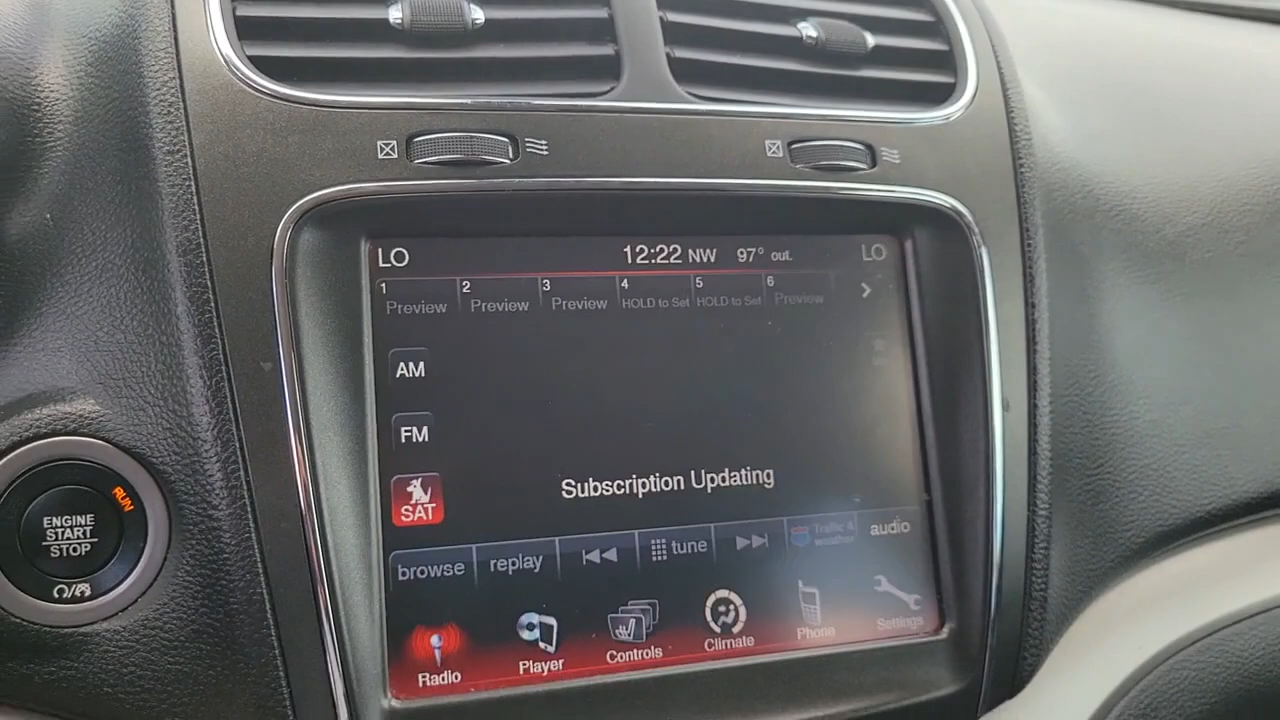 LO 12:22 NW 97° out. LO
1 2 3 4 5 6
Preview Preview Preview HOLD to Set HOLD to Set Preview
AM
FM
SAT
Subscription Updating
RUN
ENGINE
START
STOP
browse replay tune Traffic & weather audio
Radio Player Controls Climate Phone Settings